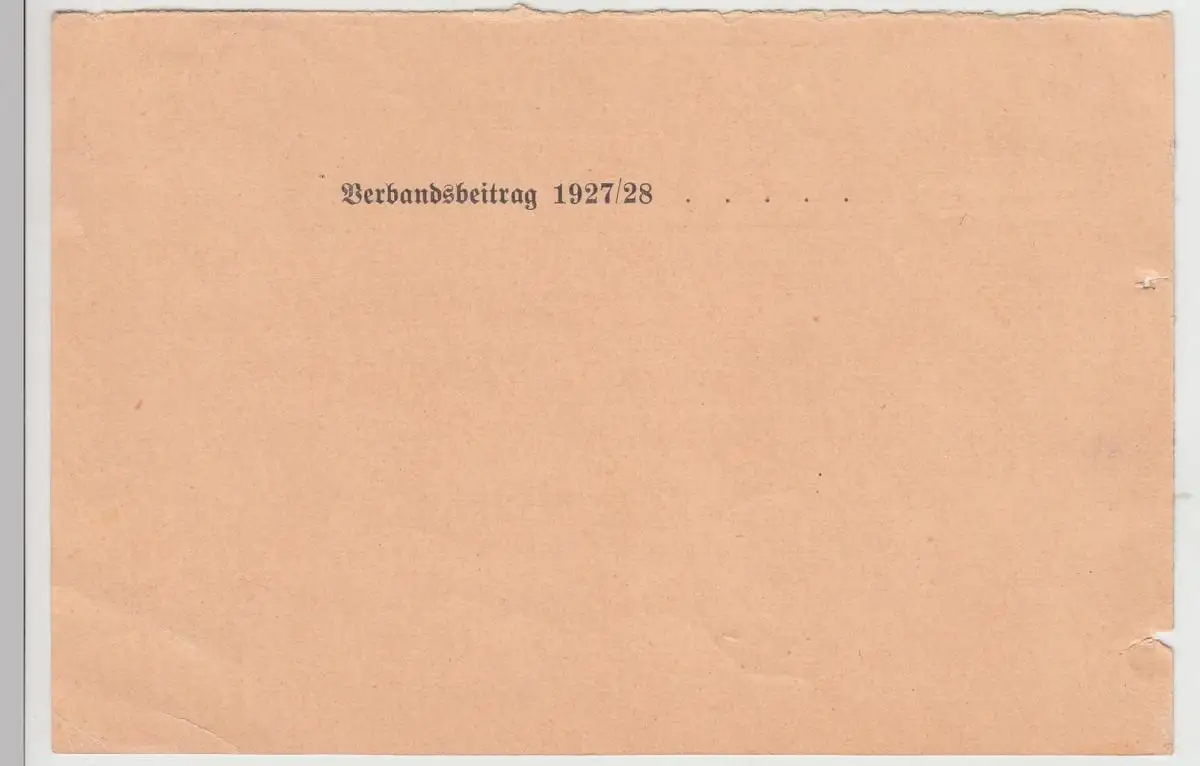 Verbandsbeitrag 1927/28 . . . . .